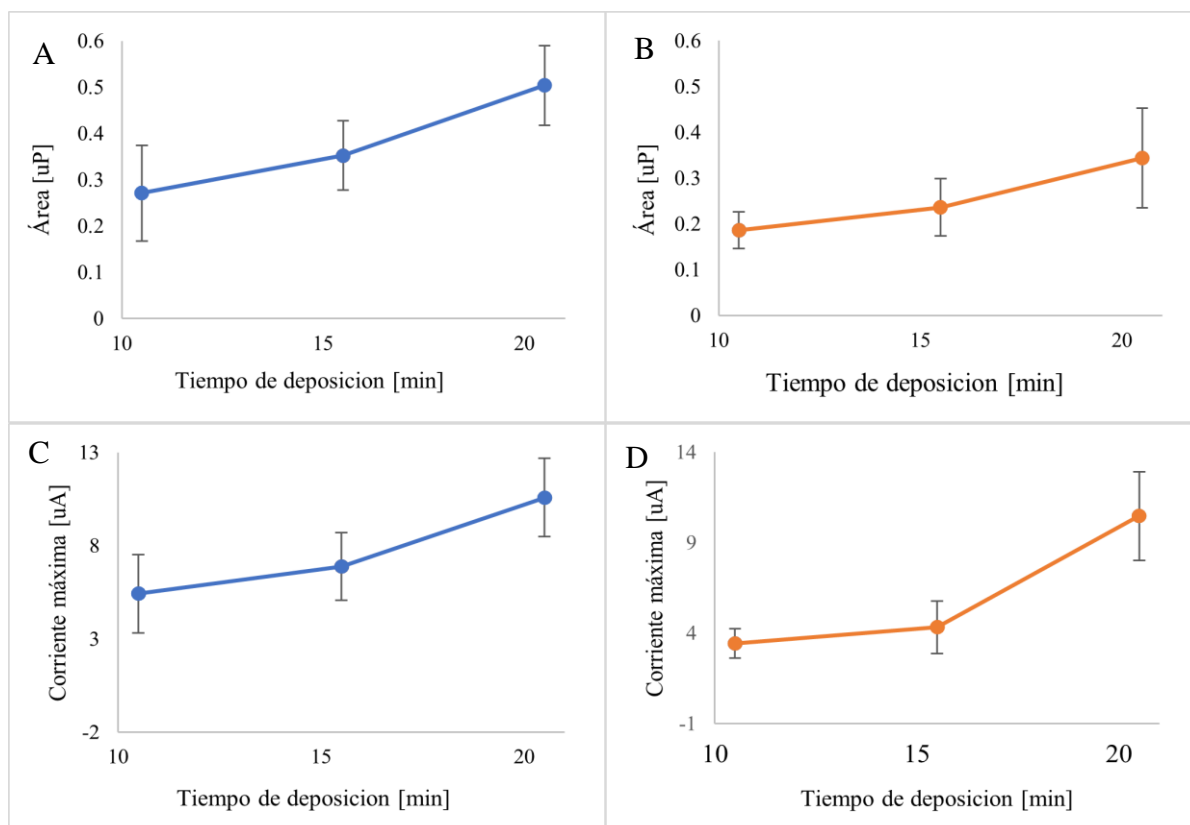 A
Área [uP]
0.6
0.5
0.4
0.3
0.2
0.1
0
10 15 20
Tiempo de deposicion [min]
B
Área [uP]
0.6
0.5
0.4
0.3
0.2
0.1
0
10 15 20
Tiempo de deposicion [min]
C
Corriente máxima [uA]
13
8
3
-2
10 15 20
Tiempo de deposicion [min]
D
Corriente máxima [uA]
14
9
4
-1
10 15 20
Tiempo de deposicion [min]